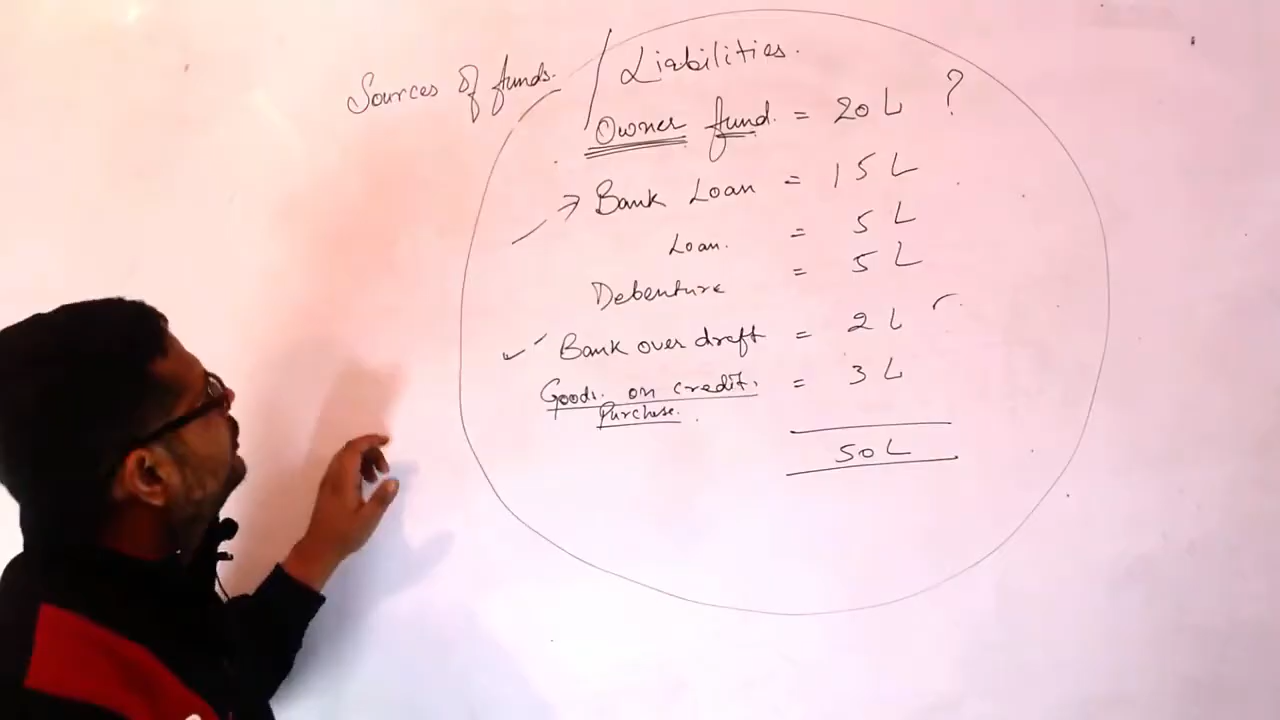 Sources of funds. / Liabilities.
Owner fund. = 20 L ?
→ Bank Loan = 15 L
Loan. = 5 L
Debenture = 5 L
✓ Bank over draft = 2 L
Goods. on credit. = 3 L
Purchase.
50 L